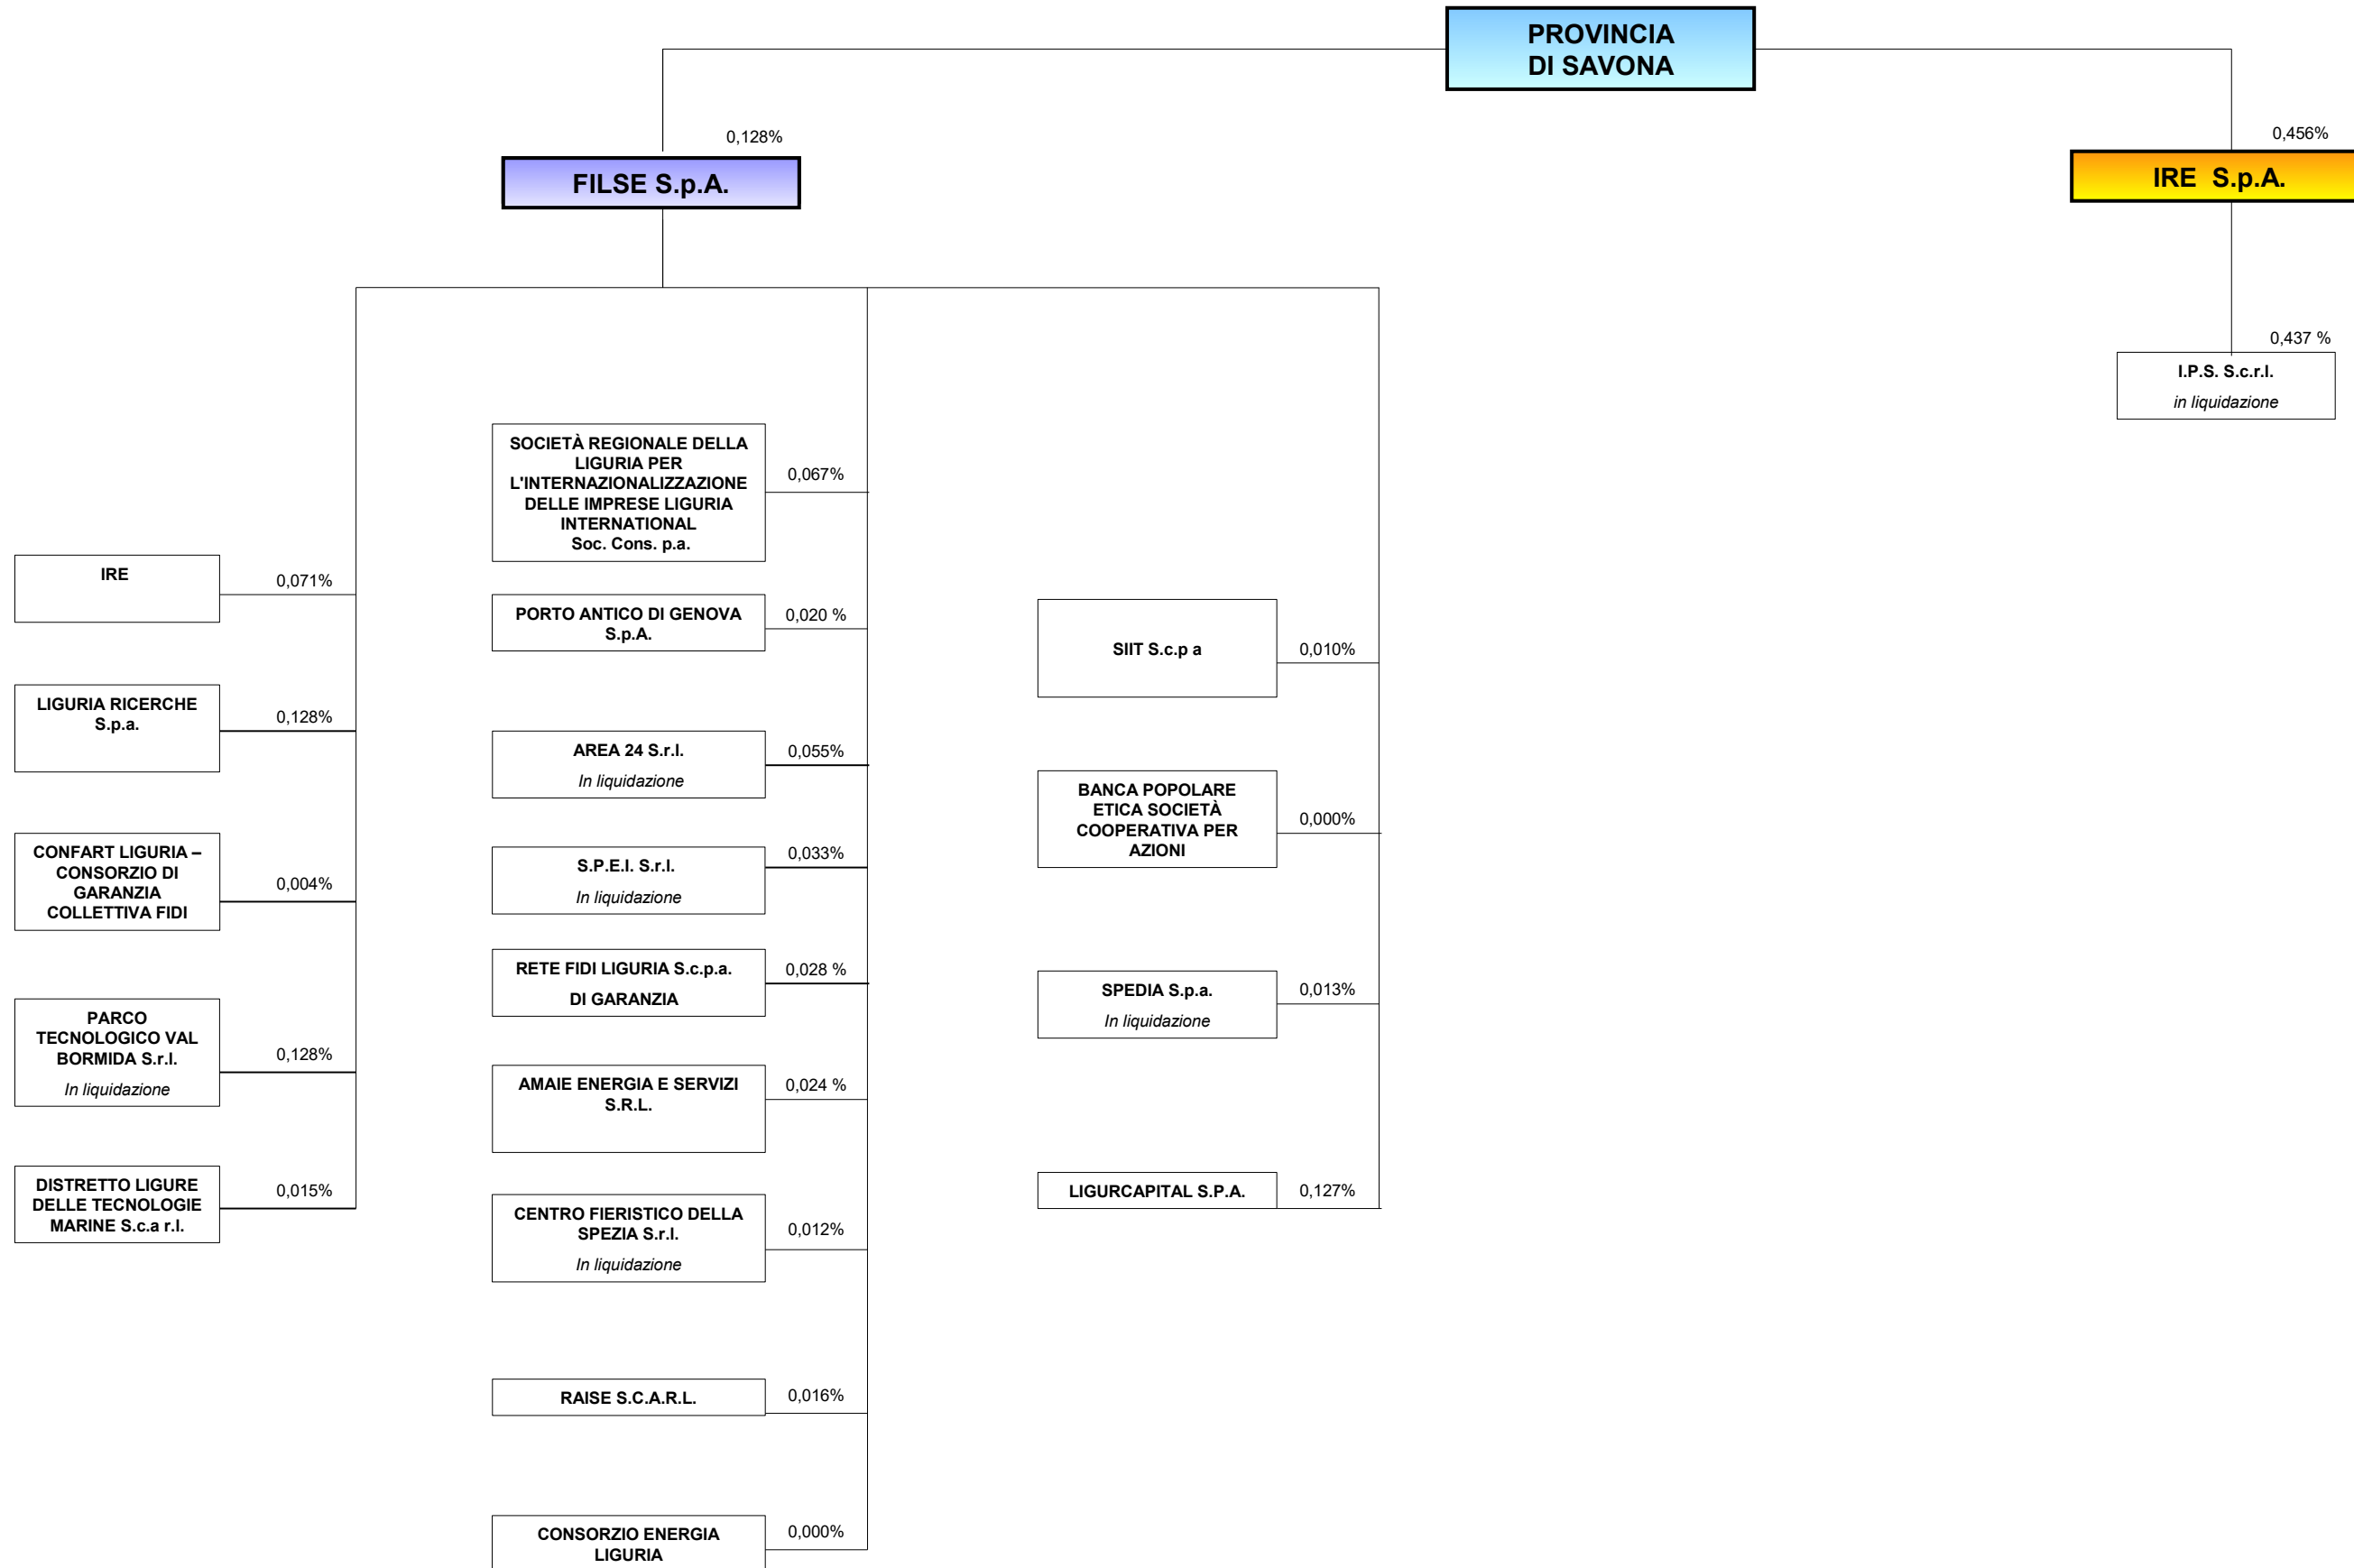 PROVINCIA
DI SAVONA
0,128%
0,456%
FILSE S.p.A.
IRE S.p.A.
0,437 %
I.P.S. S.c.r.l.
in liquidazione
IRE
0,071%
LIGURIA RICERCHE
S.p.a.
0,128%
CONFART LIGURIA –
CONSORZIO DI
GARANZIA
COLLETTIVA FIDI
0,004%
PARCO
TECNOLOGICO VAL
BORMIDA S.r.l.
In liquidazione
0,128%
DISTRETTO LIGURE
DELLE TECNOLOGIE
MARINE S.c.a r.l.
0,015%
SOCIETÀ REGIONALE DELLA
LIGURIA PER
L'INTERNAZIONALIZZAZIONE
DELLE IMPRESE LIGURIA
INTERNATIONAL
Soc. Cons. p.a.
0,067%
PORTO ANTICO DI GENOVA
S.p.A.
0,020 %
AREA 24 S.r.l.
In liquidazione
0,055%
S.P.E.I. S.r.l.
In liquidazione
0,033%
RETE FIDI LIGURIA S.c.p.a.
DI GARANZIA
0,028 %
AMAIE ENERGIA E SERVIZI
S.R.L.
0,024 %
CENTRO FIERISTICO DELLA
SPEZIA S.r.l.
In liquidazione
0,012%
RAISE S.C.A.R.L.
0,016%
CONSORZIO ENERGIA
LIGURIA
0,000%
SIIT S.c.p a
0,010%
BANCA POPOLARE
ETICA SOCIETÀ
COOPERATIVA PER
AZIONI
0,000%
SPEDIA S.p.a.
In liquidazione
0,013%
LIGURCAPITAL S.P.A.
0,127%